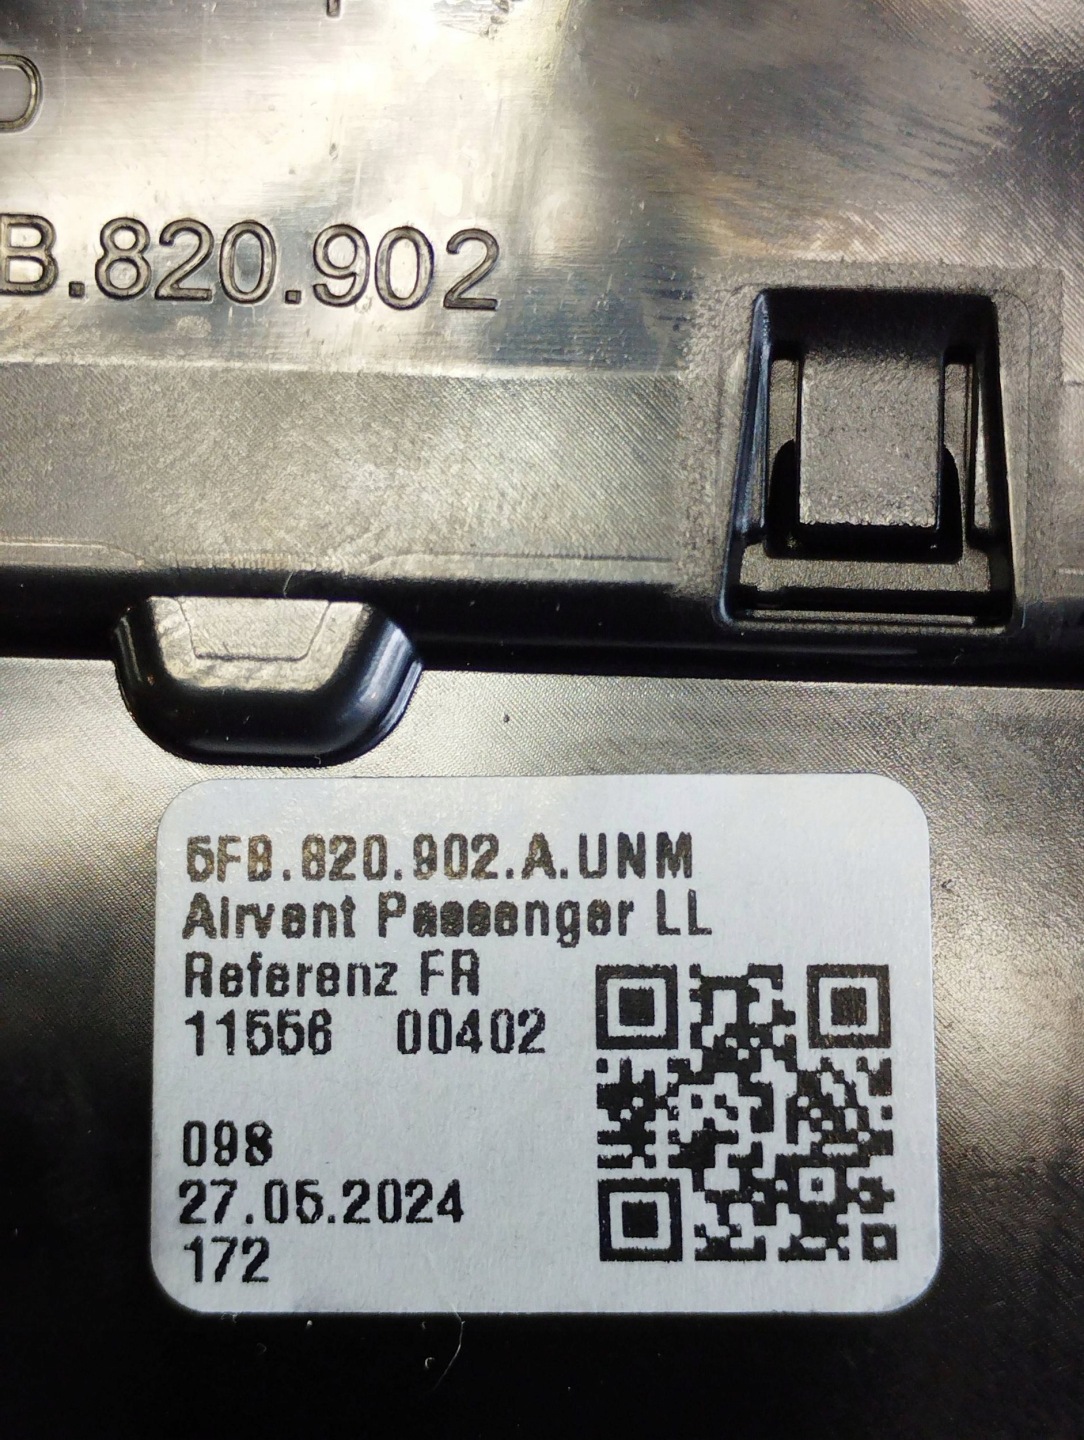 B.820.902
5FB.820.902.A.UNM
Airvent Passenger LL
Referenz FR
11556 00402
098
27.05.2024
172